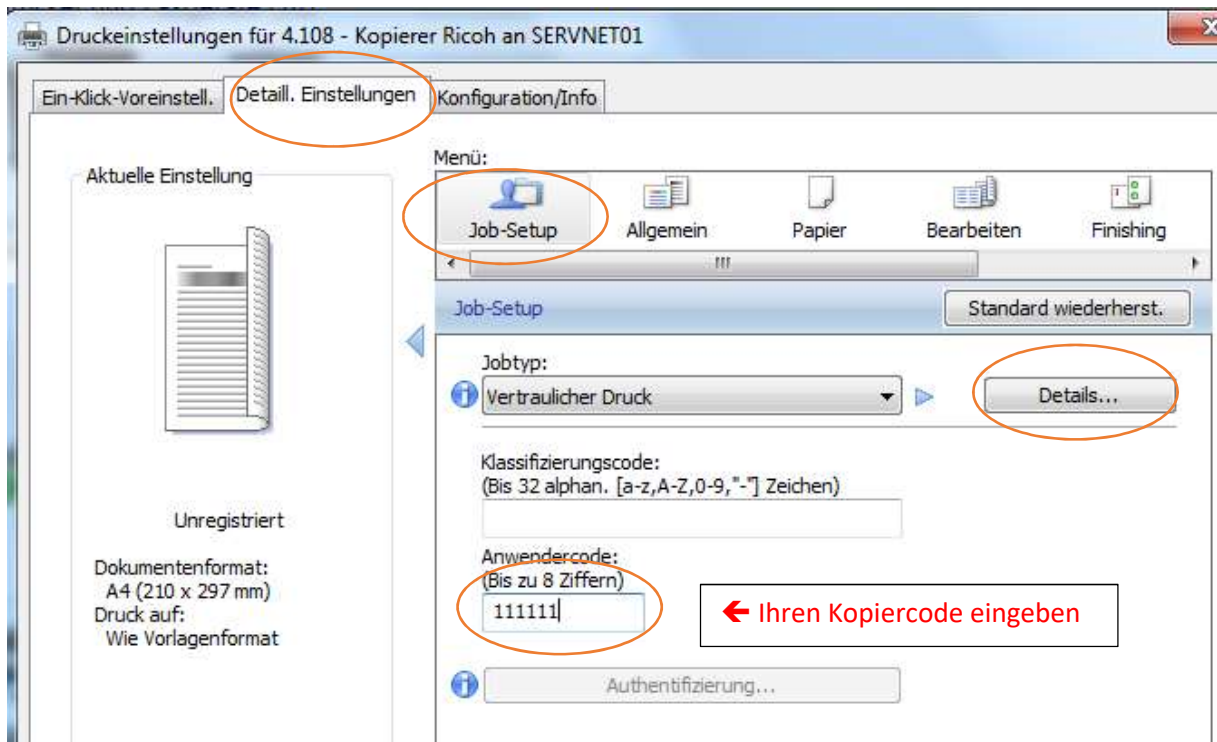 Druckeinstellungen für 4.108 - Kopierer Ricoh an SERVNET01
Ein-Klick-Voreinstell. Detaill. Einstellungen Konfiguration/Info
Aktuelle Einstellung
Unregistriert
Dokumentenformat:
A4 (210 x 297 mm)
Druck auf:
Wie Vorlagenformat
Menü:
Job-Setup Allgemein Papier Bearbeiten Finishing
Job-Setup Standard wiederherst.
Jobtyp:
Vertraulicher Druck Details...
Klassifizierungscode:
(Bis 32 alphan. [a-z,A-Z,0-9,"-"] Zeichen)
Anwendercode:
(Bis zu 8 Ziffern)
111111 ← Ihren Kopiercode eingeben
Authentifizierung...